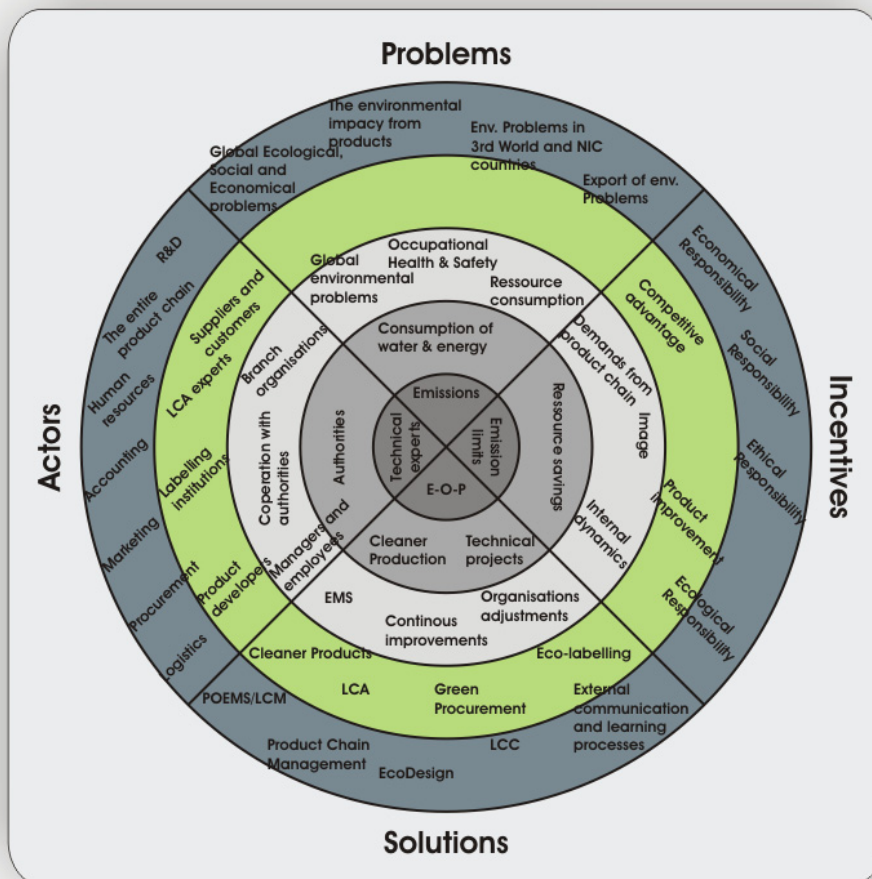 Problems
The environmental
impacy from
products
Env. Problems in
3rd World and NIC
countries
Global Ecological,
Social and
Economical
problems
Export of env.
Problems
Occupational
Health & Safety
Global
environmental
problems
Ressource
consumption
Consumption of
water & energy
Emissions
Incentives
Economical
Responsibility
Social
Responsibility
Ethical
Responsibility
Ecological
Responsibility
Competitive
advantage
Product
improvement
Demands from
product chain
Image
Internal
dynamics
Ressource savings
Emission
limits
Actors
R&D
The entire
product chain
Human
resources
Accounting
Marketing
Procurement
Logistics
Suppliers and
customers
LCA experts
Labelling
institutions
Product
developers
Branch
organisations
Coperation with
authorities
Managers and
employees
Authorities
Technical
experts
E-O-P
Cleaner
Production
Technical
projects
EMS
Continous
improvements
Organisations
adjustments
Cleaner Products
LCA
Green
Procurement
Eco-labelling
POEMS/LCM
Product Chain
Management
EcoDesign
LCC
External
communication
and learning
processes
Solutions